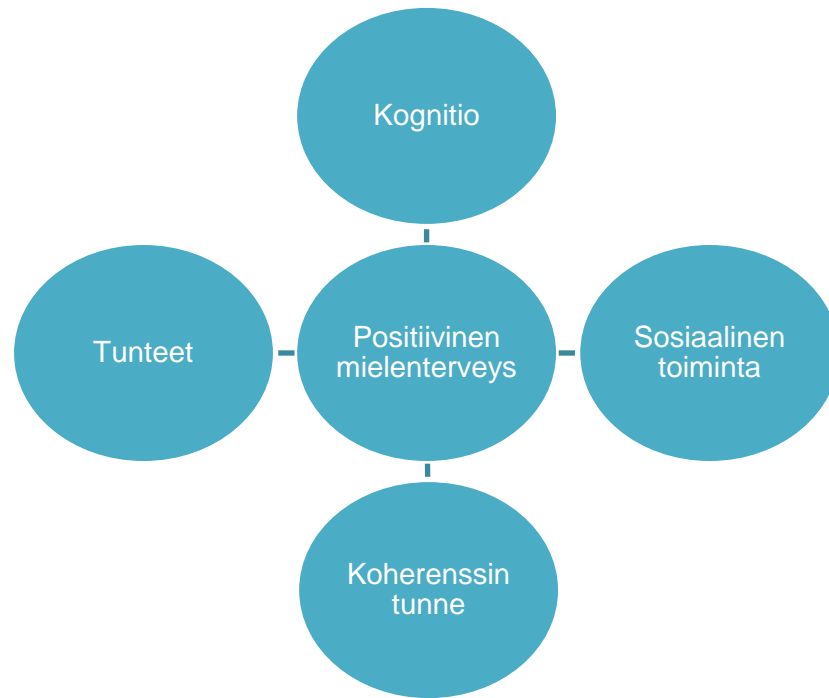 Kognitio
Tunteet
Positiivinen
mielenterveys
Sosiaalinen
toiminta
Koherenssin
tunne